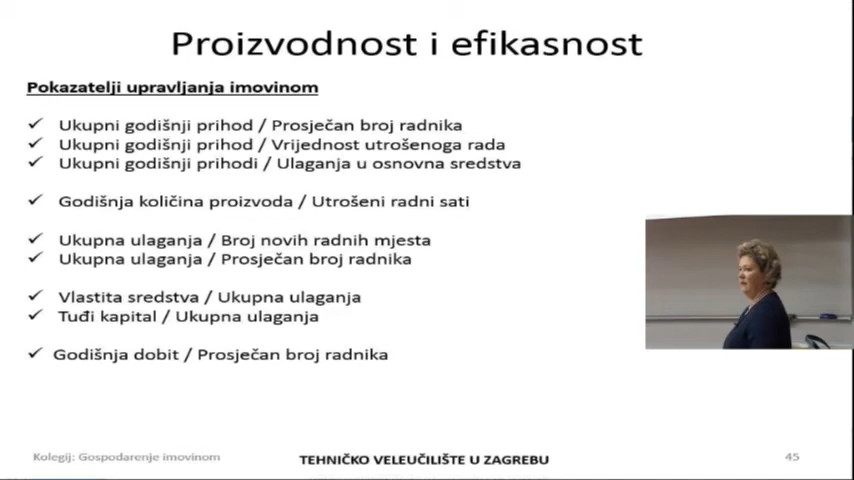 Proizvodnost i efikasnost
Pokazatelji upravljanja imovinom
✓ Ukupni godišnji prihod / Prosječan broj radnika
✓ Ukupni godišnji prihod / Vrijednost utrošenoga rada
✓ Ukupni godišnji prihodi / Ulaganja u osnovna sredstva
✓ Godišnja količina proizvoda / Utrošeni radni sati
✓ Ukupna ulaganja / Broj novih radnih mjesta
✓ Ukupna ulaganja / Prosječan broj radnika
✓ Vlastita sredstva / Ukupna ulaganja
✓ Tuđi kapital / Ukupna ulaganja
✓ Godišnja dobit / Prosječan broj radnika
Kolegij: Gospodarenje imovinom
TEHNIČKO VELEUČILIŠTE U ZAGREBU
45